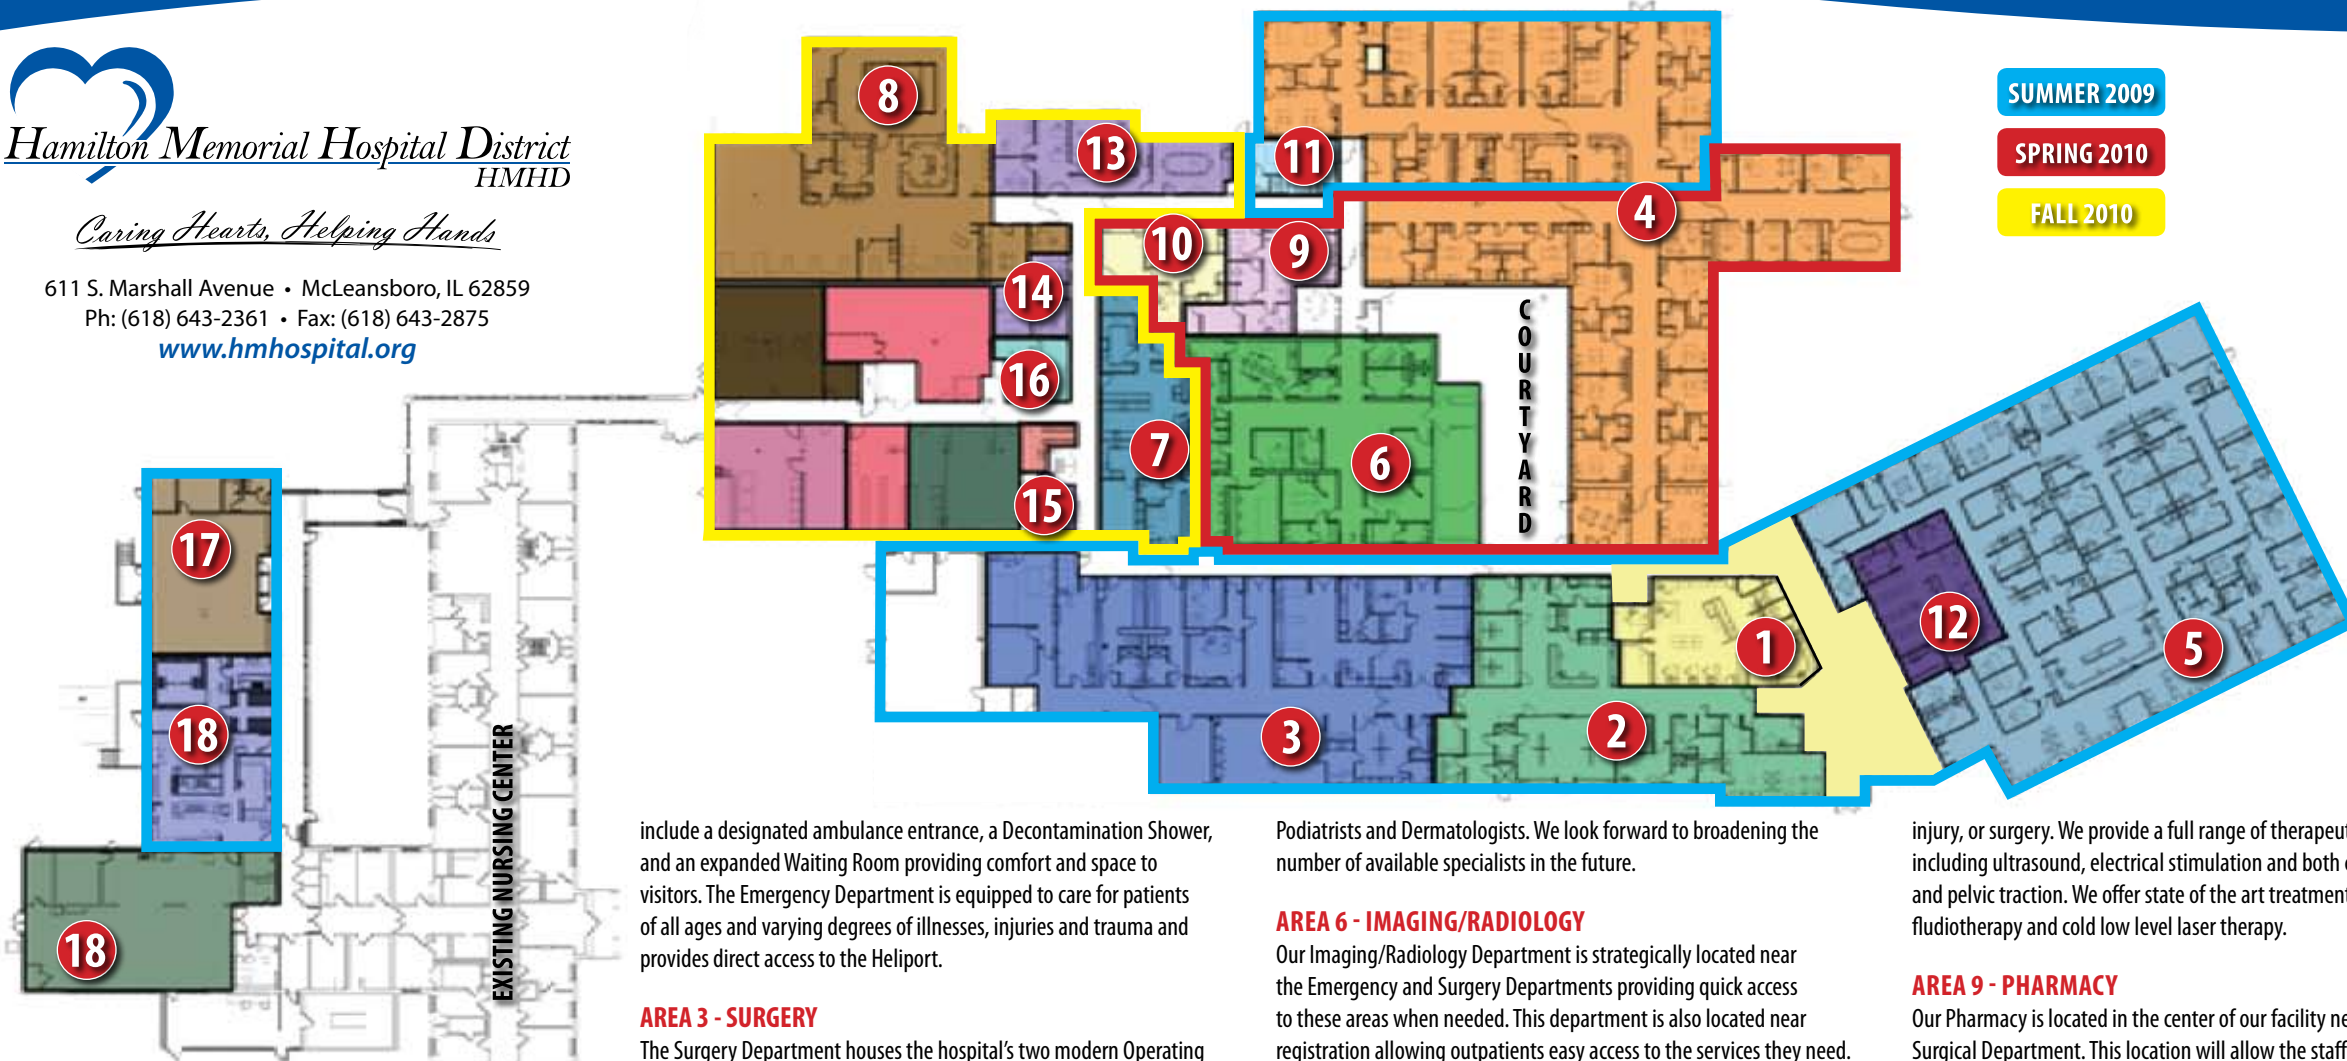 Hamilton Memorial Hospital District
HMHD
Caring Hearts, Helping Hands
611 S. Marshall Avenue • McLeansboro, IL 62859
Ph: (618) 643-2361 • Fax: (618) 643-2875
www.hmhospital.org
SUMMER 2009
SPRING 2010
FALL 2010
8
13
11
4
10
9
14
16
7
6
15
COURTYARD
17
18
18
EXISTING NURSING CENTER
3
2
1
12
5
include a designated ambulance entrance, a Decontamination Shower,
and an expanded Waiting Room providing comfort and space to
visitors. The Emergency Department is equipped to care for patients
of all ages and varying degrees of illnesses, injuries and trauma and
provides direct access to the Heliport.
AREA 3 - SURGERY
The Surgery Department houses the hospital's two modern Operating
Podiatrists and Dermatologists. We look forward to broadening the
number of available specialists in the future.
AREA 6 - IMAGING/RADIOLOGY
Our Imaging/Radiology Department is strategically located near
the Emergency and Surgery Departments providing quick access
to these areas when needed. This department is also located near
registration allowing outpatients easy access to the services they need.
injury, or surgery. We provide a full range of
including ultrasound, electrical stimulation and both
and pelvic traction. We offer state of the art
fludiotherapy and cold low level laser therapy.
AREA 9 - PHARMACY
Our Pharmacy is located in the center of our facility
Surgical Department. This location will allow the staff